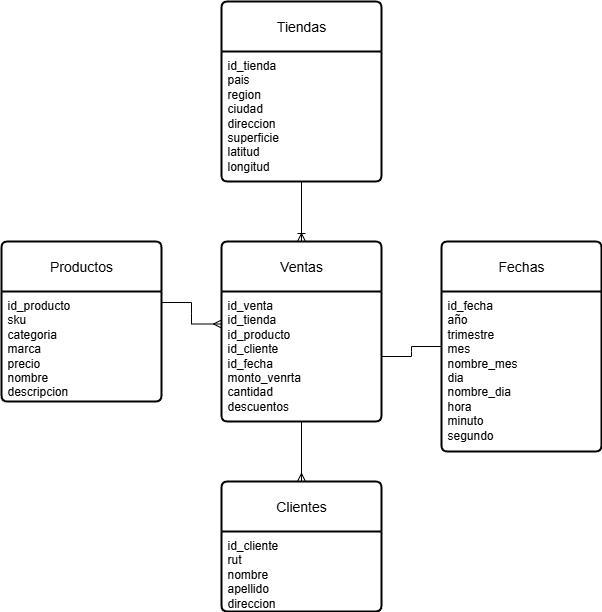 Tiendas
id_tienda
pais
region
ciudad
direccion
superficie
latitud
longitud
Productos
id_producto
sku
categoria
marca
precio
nombre
descripcion
Ventas
id_venta
id_tienda
id_producto
id_cliente
id_fecha
monto_venrta
cantidad
descuentos
Fechas
id_fecha
año
trimestre
mes
nombre_mes
dia
nombre_dia
hora
minuto
segundo
Clientes
id_cliente
rut
nombre
apellido
direccion